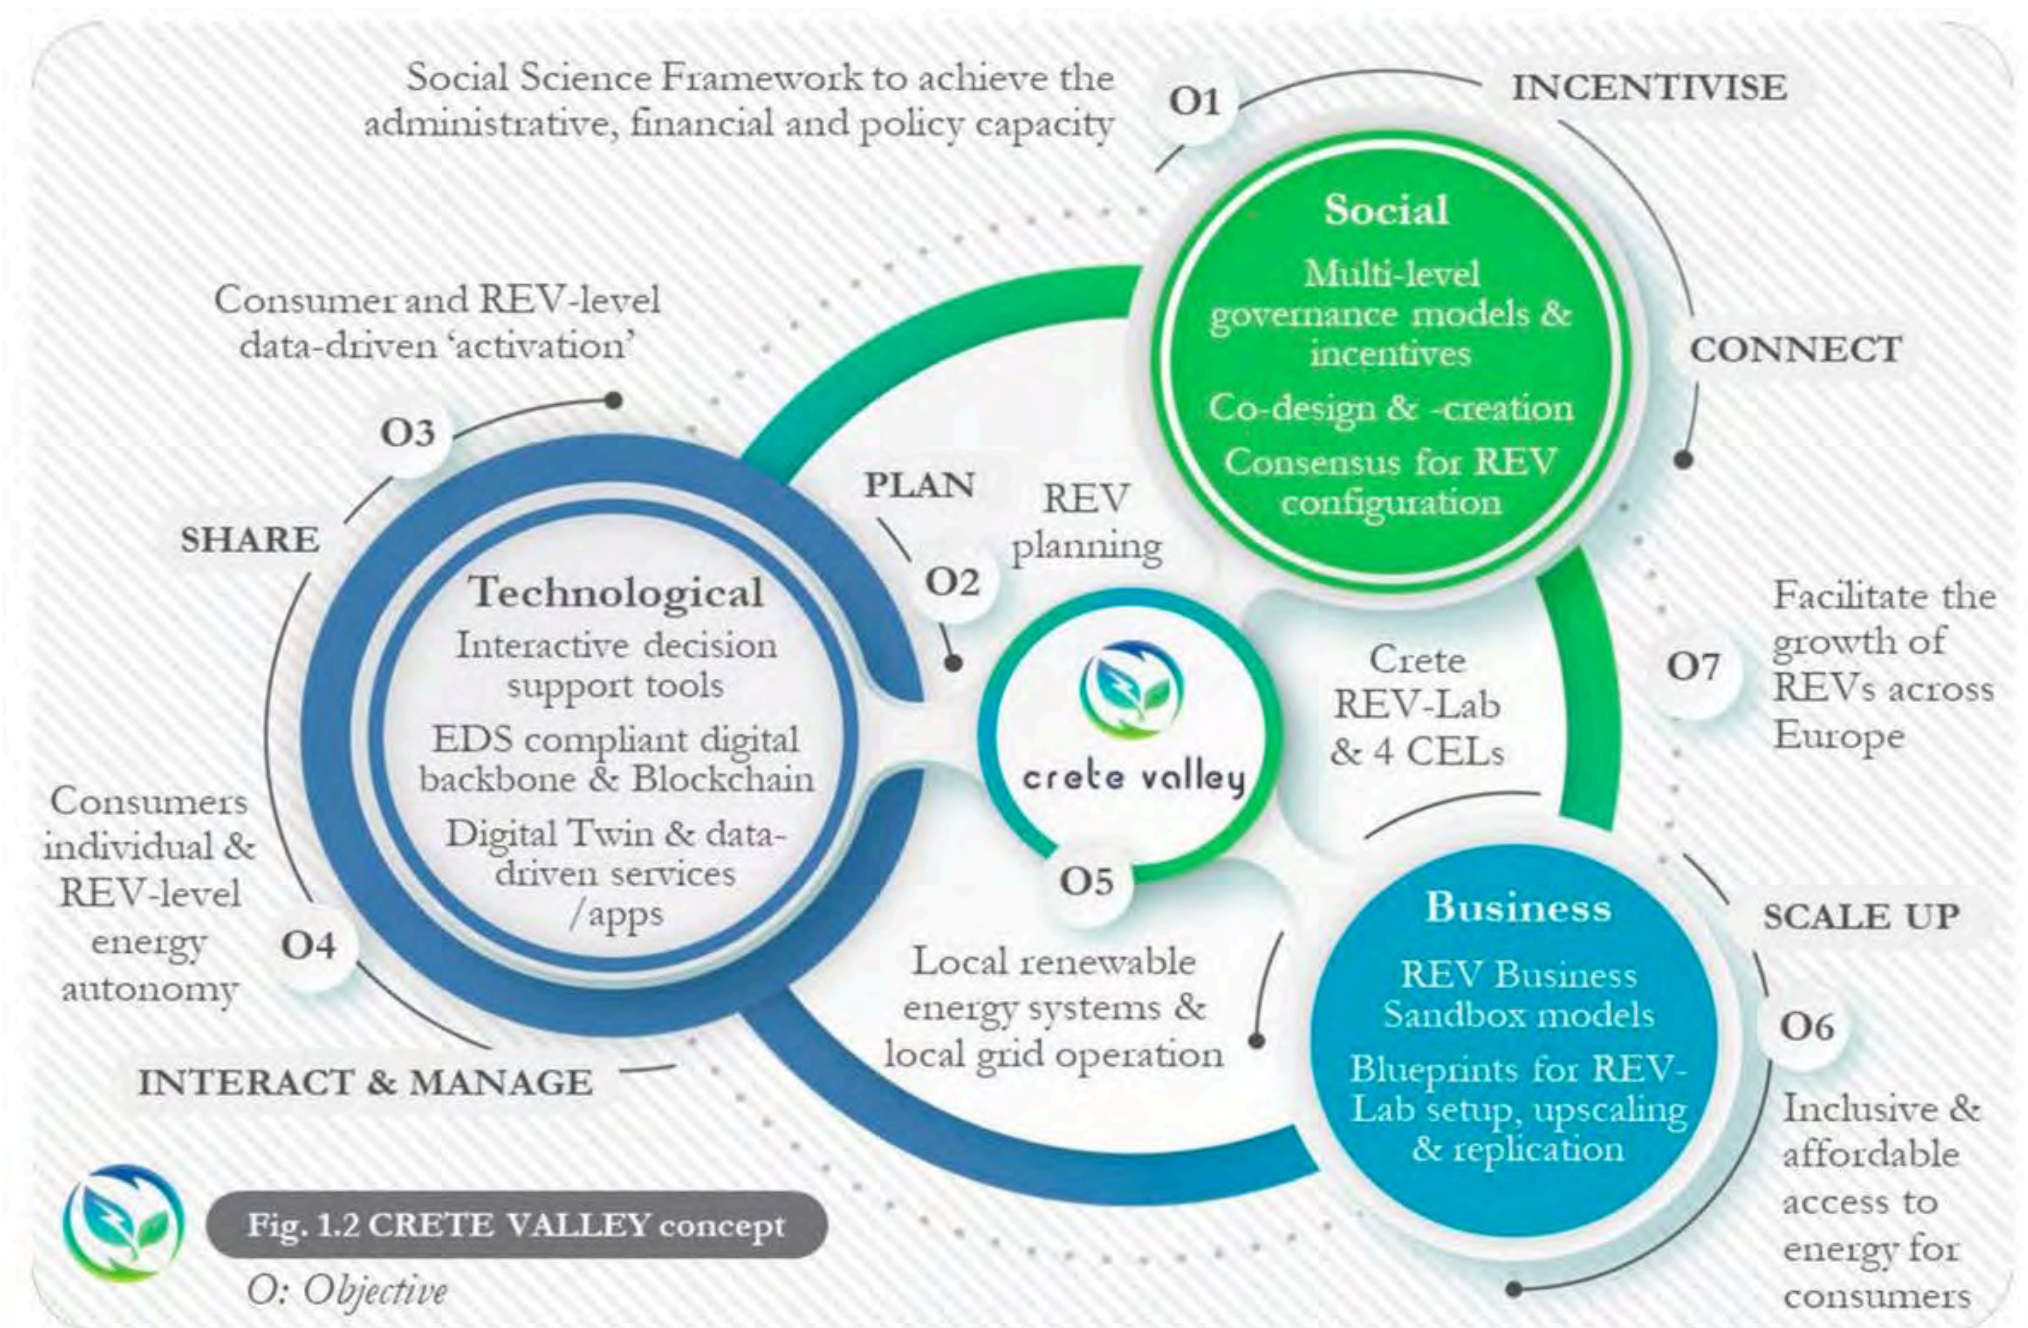 Social Science Framework to achieve the
administrative, financial and policy capacity
O1
INCENTIVISE
Social
Multi-level
governance models &
incentives
Co-design & -creation
Consensus for REV
configuration
CONNECT
Consumer and REV-level
data-driven ‘activation’
O3
SHARE
PLAN
REV
planning
O2
Technological
Interactive decision
support tools
EDS compliant digital
backbone & Blockchain
Digital Twin & data-
driven services
/apps
crete valley
Crete
REV-Lab
& 4 CELs
O7
Facilitate the
growth of
REVs across
Europe
Consumers
individual &
REV-level
energy
autonomy
O4
INTERACT & MANAGE
O5
Local renewable
energy systems &
local grid operation
Business
REV Business
Sandbox models
Blueprints for REV-
Lab setup, upscaling
& replication
SCALE UP
O6
Inclusive &
affordable
access to
energy for
consumers
Fig. 1.2 CRETE VALLEY concept
O: Objective